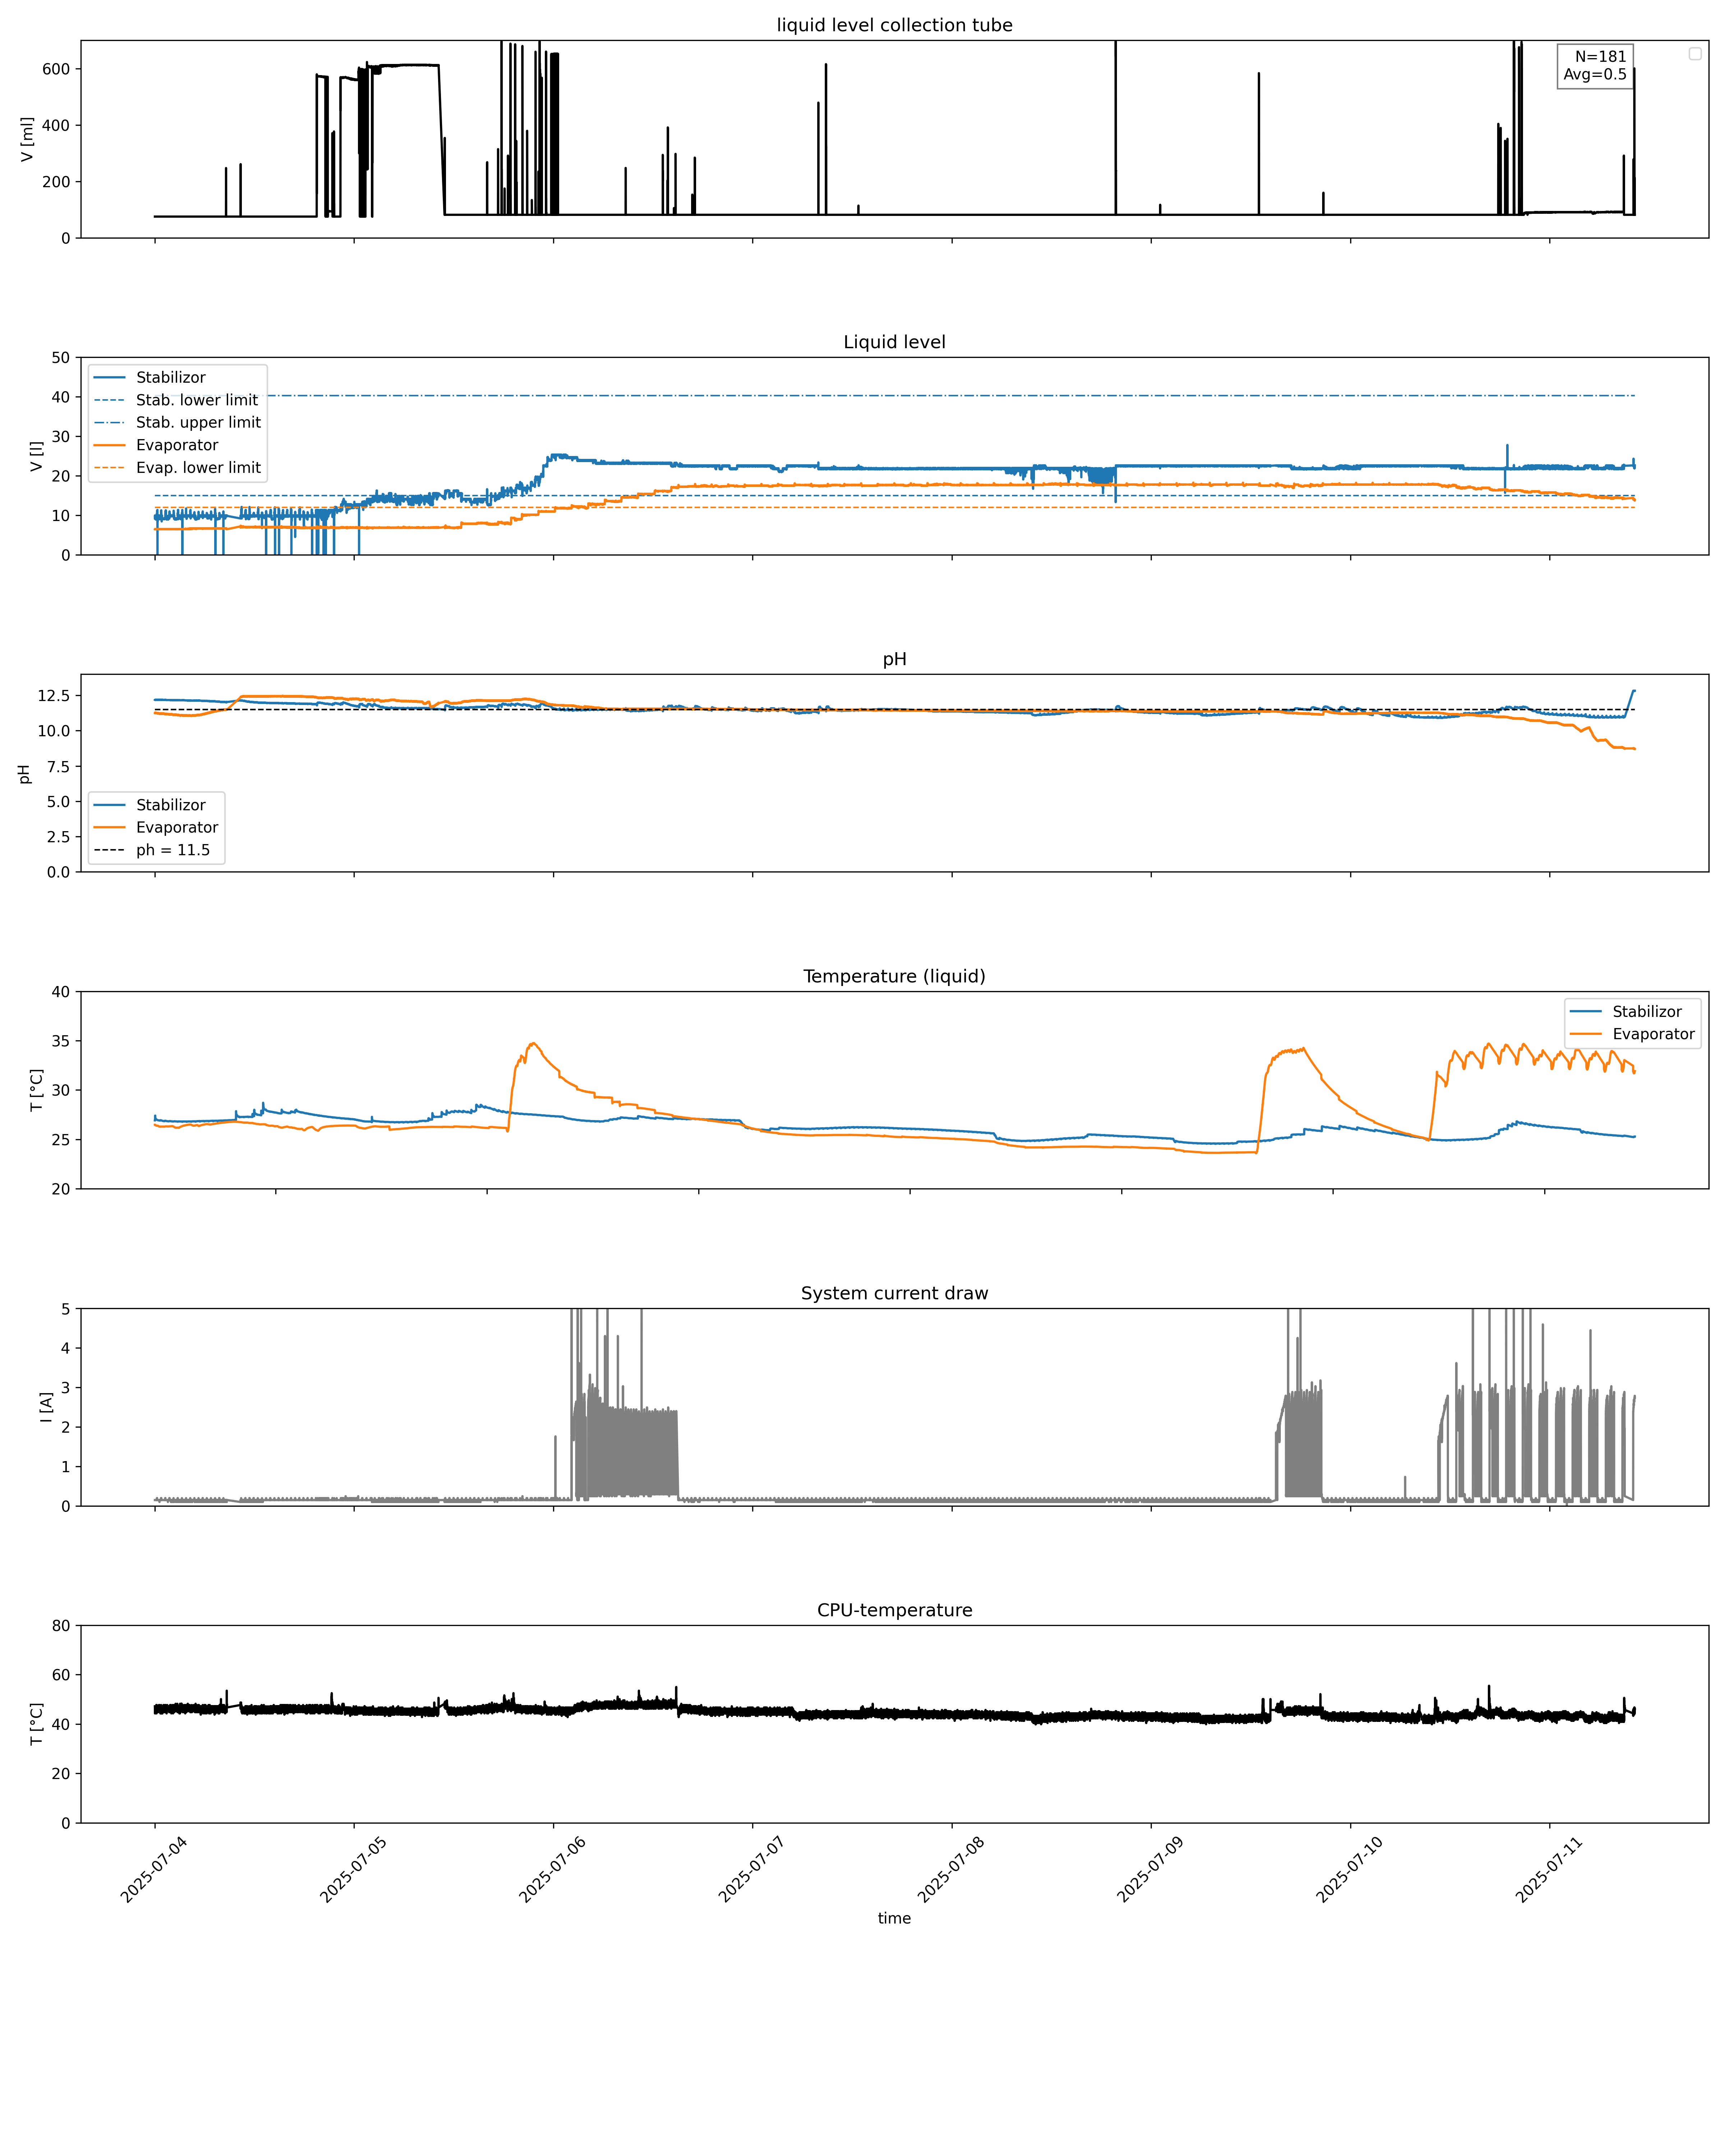 liquid level collection tube
N=181
Avg=0.5
V [ml]
600
400
200
0
Liquid level
V [l]
50
40
30
20
10
0
Stabilizor
Stab. lower limit
Stab. upper limit
Evaporator
Evap. lower limit
pH
pH
12.5
10.0
7.5
5.0
2.5
0.0
Stabilizor
Evaporator
ph = 11.5
Temperature (liquid)
T [°C]
40
35
30
25
20
Stabilizor
Evaporator
System current draw
I [A]
5
4
3
2
1
0
CPU-temperature
T [°C]
80
60
40
20
0
2025-07-04
2025-07-05
2025-07-06
2025-07-07
2025-07-08
2025-07-09
2025-07-10
2025-07-11
time